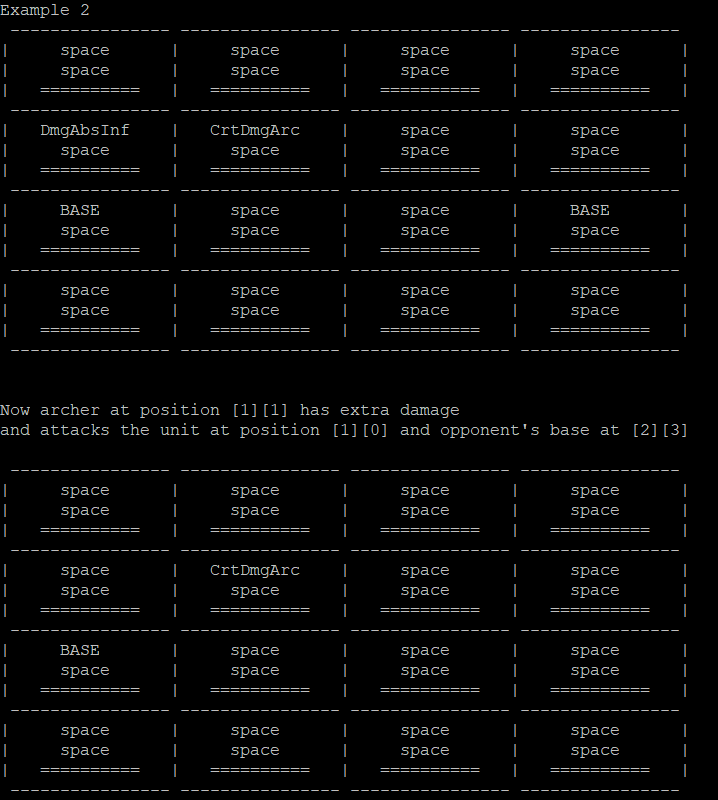 Example 2
 ---------------- ---------------- ---------------- ----------------
|     space      |     space      |     space      |     space      |
|     space      |     space      |     space      |     space      |
|   ==========   |   ==========   |   ==========   |   ==========   |
 ---------------- ---------------- ---------------- ----------------
|   DmgAbsInf    |   CrtDmgArc    |     space      |     space      |
|     space      |     space      |     space      |     space      |
|   ==========   |   ==========   |   ==========   |   ==========   |
 ---------------- ---------------- ---------------- ----------------
|     BASE       |     space      |     space      |     BASE       |
|     space      |     space      |     space      |     space      |
|   ==========   |   ==========   |   ==========   |   ==========   |
 ---------------- ---------------- ---------------- ----------------
|     space      |     space      |     space      |     space      |
|     space      |     space      |     space      |     space      |
|   ==========   |   ==========   |   ==========   |   ==========   |
 ---------------- ---------------- ---------------- ----------------
Now archer at position [1][1] has extra damage
and attacks the unit at position [1][0] and opponent's base at [2][3]
 ---------------- ---------------- ---------------- ----------------
|     space      |     space      |     space      |     space      |
|     space      |     space      |     space      |     space      |
|   ==========   |   ==========   |   ==========   |   ==========   |
 ---------------- ---------------- ---------------- ----------------
|     space      |   CrtDmgArc    |     space      |     space      |
|     space      |     space      |     space      |     space      |
|   ==========   |   ==========   |   ==========   |   ==========   |
 ---------------- ---------------- ---------------- ----------------
|     BASE       |     space      |     space      |     space      |
|     space      |     space      |     space      |     space      |
|   ==========   |   ==========   |   ==========   |   ==========   |
 ---------------- ---------------- ---------------- ----------------
|     space      |     space      |     space      |     space      |
|     space      |     space      |     space      |     space      |
|   ==========   |   ==========   |   ==========   |   ==========   |
 ---------------- ---------------- ---------------- ----------------